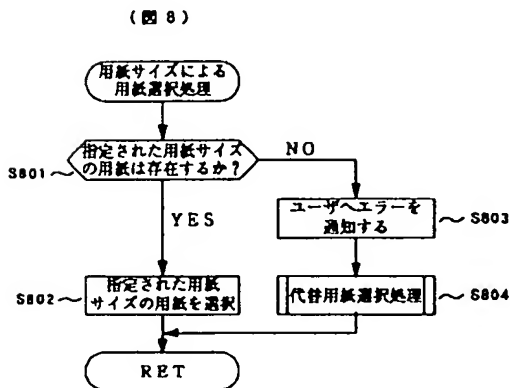 (図8)
用紙サイズによる
用紙選択処理
指定された用紙サイズ
の用紙は存在するか?
S801
NO
YES
ユーザへエラーを
通知する
S803
指定された用紙
サイズの用紙を選択
S802
代替用紙選択処理
S804
RET